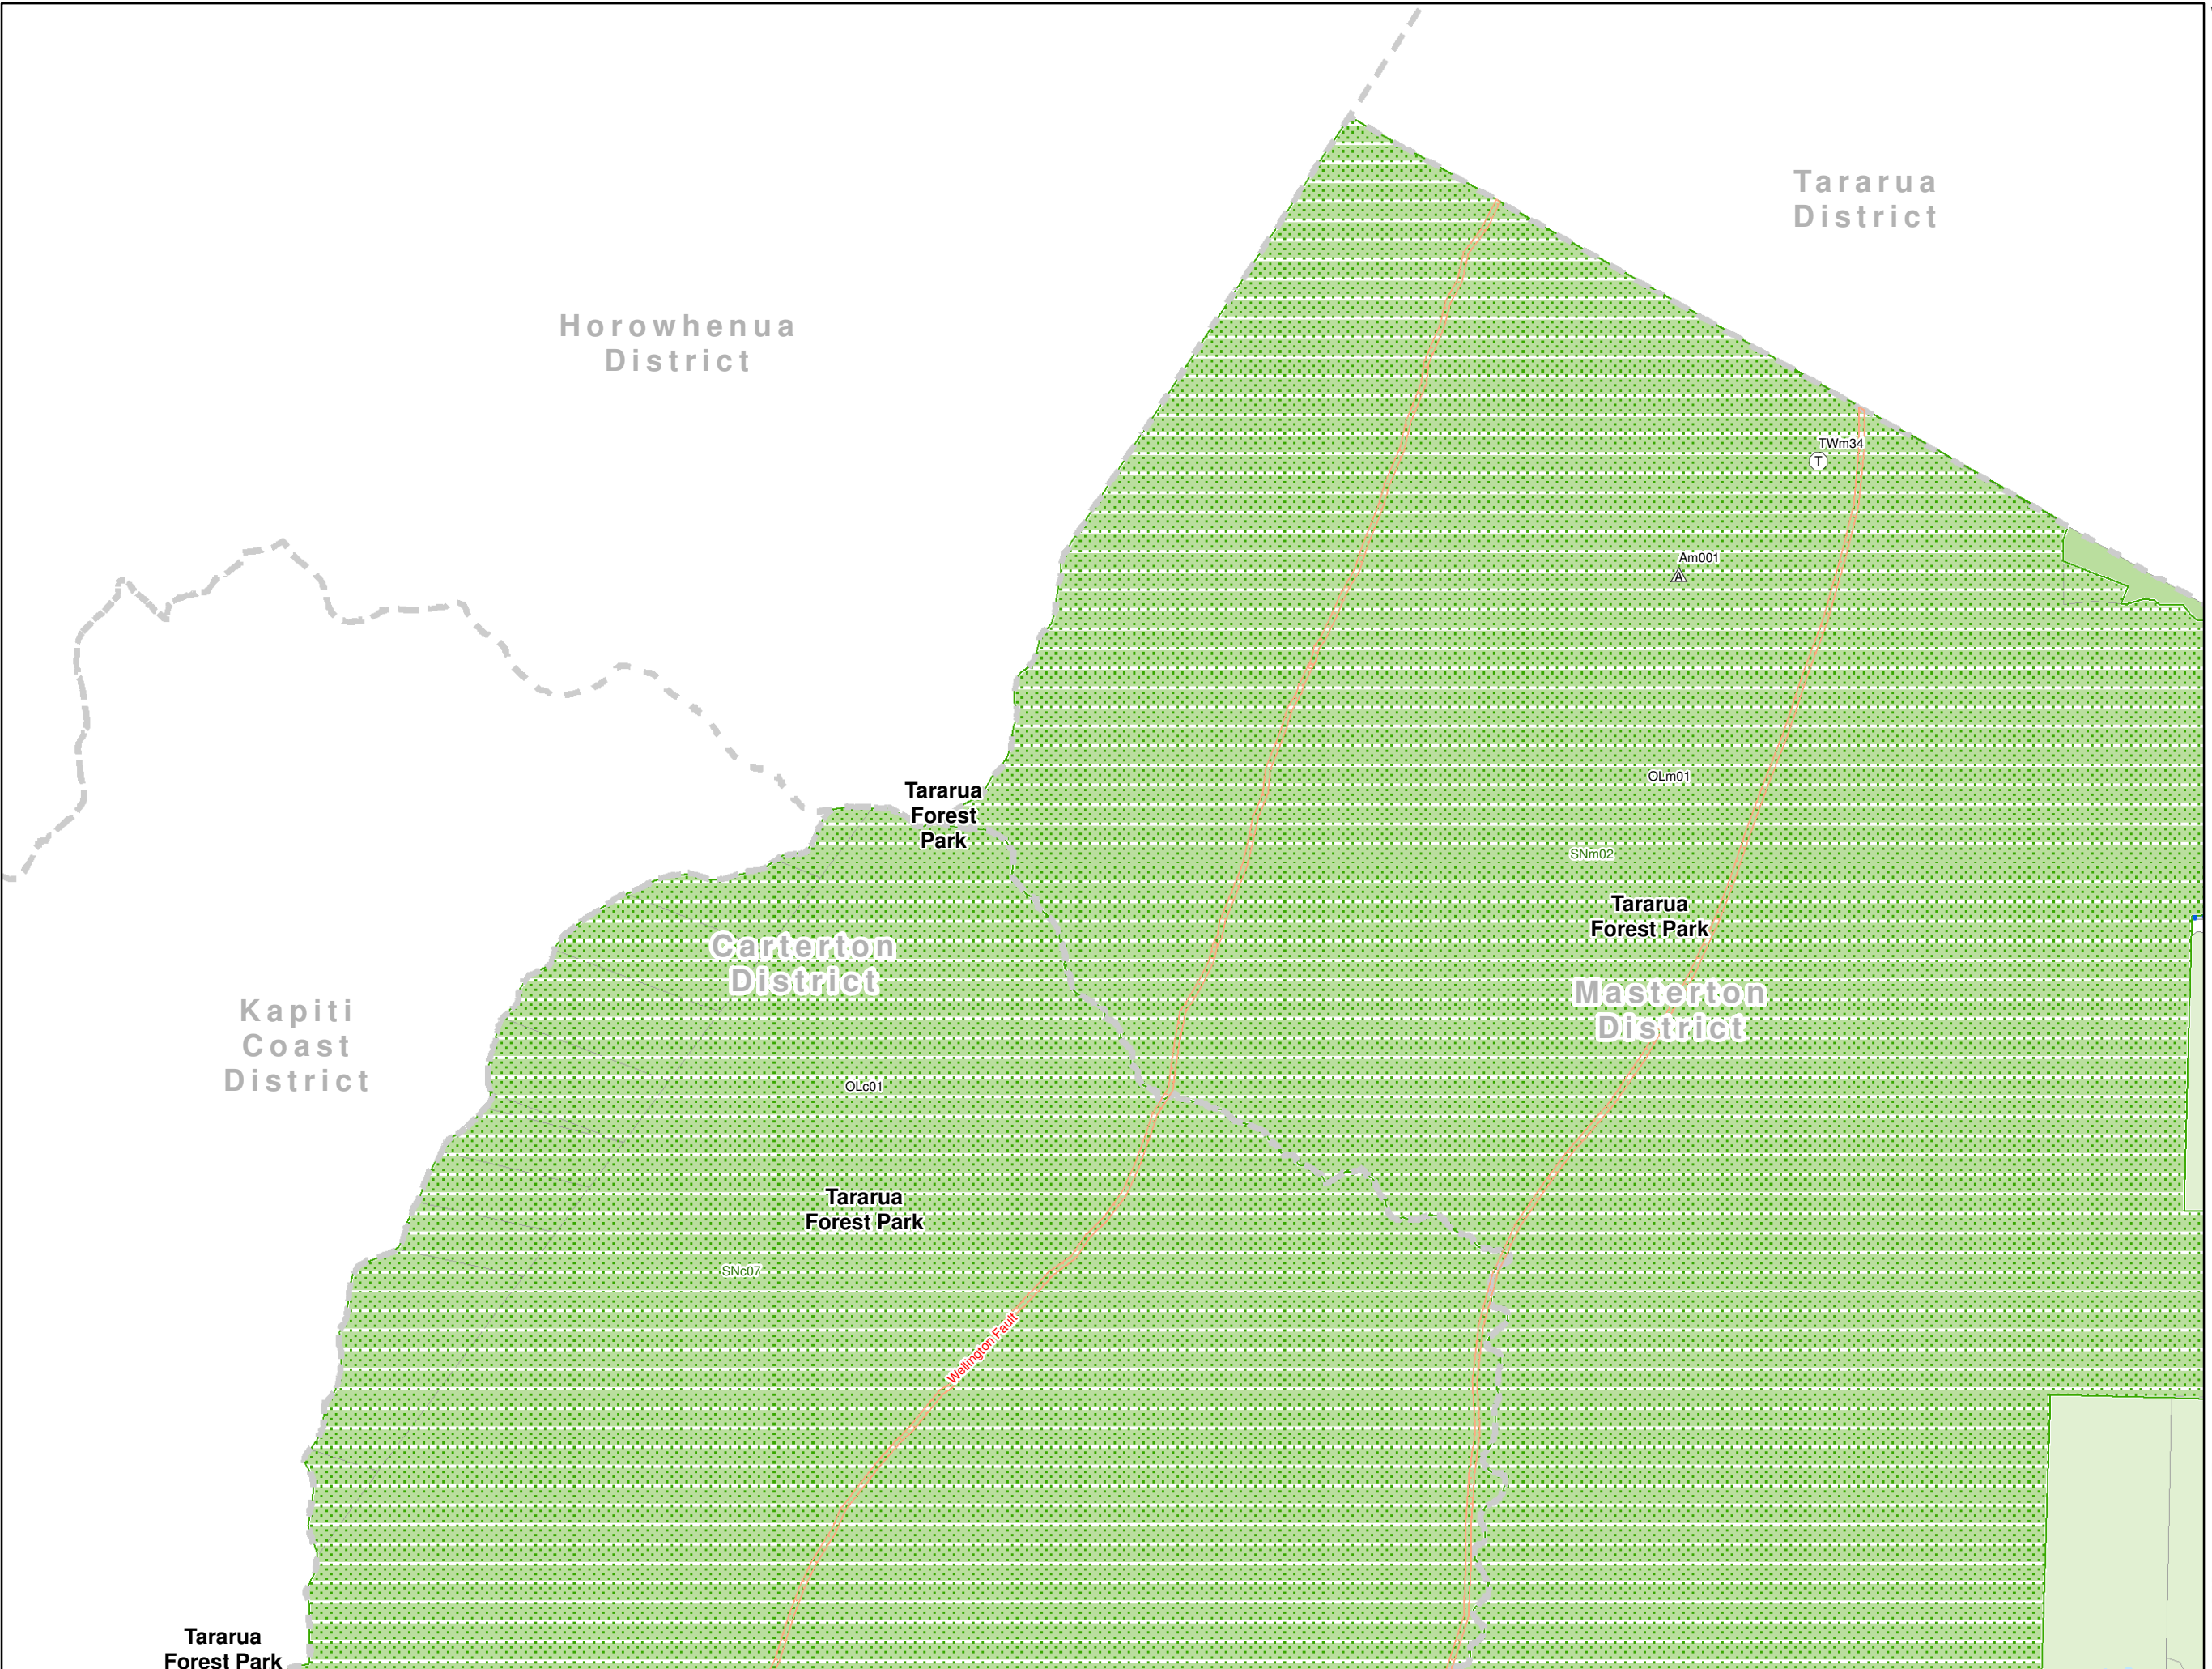 Tararua
District
Horowhenua
District
TWm34
T
Am001
A
Tararua
Forest
Park
OLm01
SNm02
Tararua
Forest Park
Carterton
District
Masterton
District
Kapiti
Coast
District
OLc01
Tararua
Forest Park
SNc07
Wellington Fault
Tararua
Forest Park